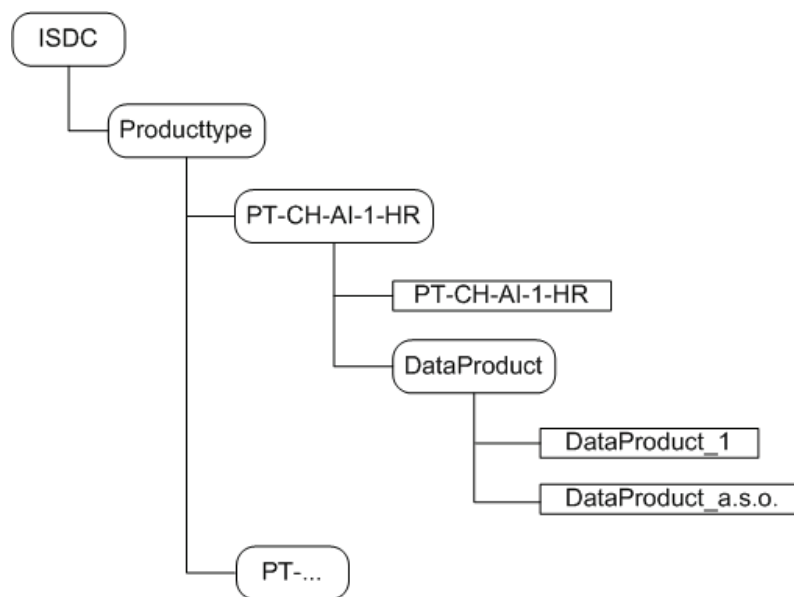 ISDC
Producttype
PT-CH-AI-1-HR
PT-CH-AI-1-HR
DataProduct
DataProduct_1
DataProduct_a.s.o.
PT-...